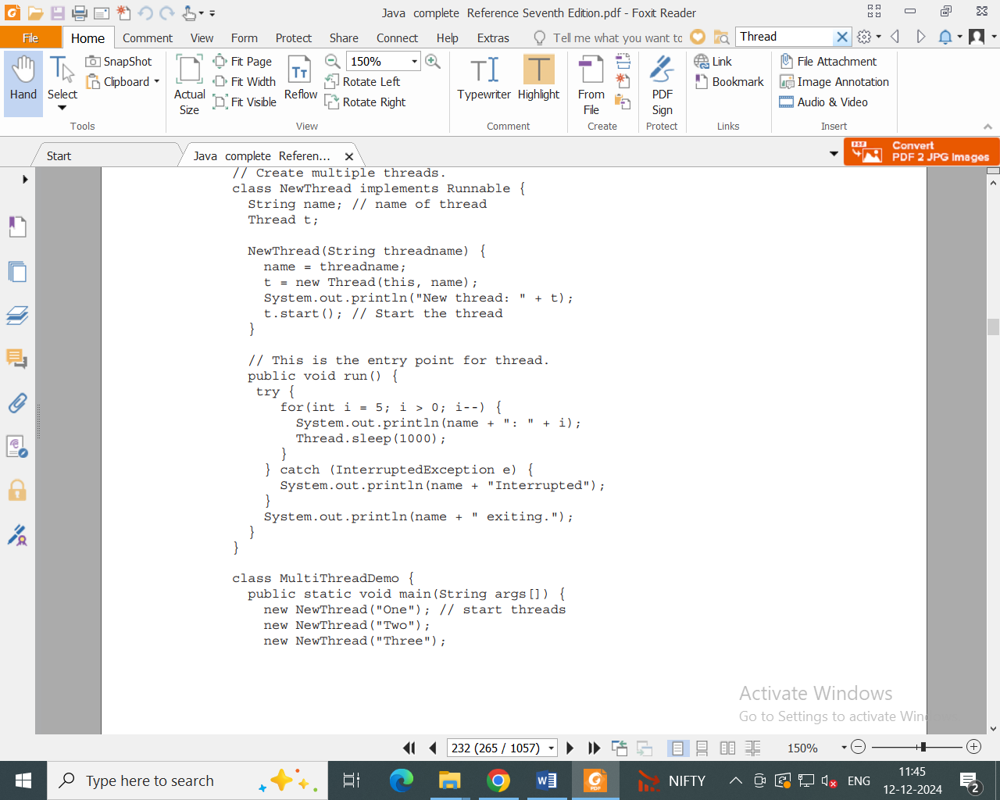 Java complete Reference Seventh Edition.pdf - Foxit Reader
File Home Comment View Form Protect Share Connect Help Extras Tell me what you want to Thread
Hand
Select
SnapShot
Clipboard
Tools
Actual Size
Fit Page
Fit Width
Fit Visible
Reflow
150%
Rotate Left
Rotate Right
View
Typewriter
Highlight
Comment
From File
Create
PDF Sign
Protect
Link
Bookmark
Links
File Attachment
Image Annotation
Audio & Video
Insert
Start
Java complete Referen...
Convert
PDF 2 JPG Images
// Create multiple threads.
class NewThread implements Runnable {
  String name; // name of thread
  Thread t;

  NewThread(String threadname) {
    name = threadname;
    t = new Thread(this, name);
    System.out.println("New thread: " + t);
    t.start(); // Start the thread
  }

  // This is the entry point for thread.
  public void run() {
   try {
      for(int i = 5; i > 0; i--) {
        System.out.println(name + ": " + i);
        Thread.sleep(1000);
      }
    } catch (InterruptedException e) {
      System.out.println(name + "Interrupted");
    }
    System.out.println(name + " exiting.");
  }
}

class MultiThreadDemo {
  public static void main(String args[]) {
    new NewThread("One"); // start threads
    new NewThread("Two");
    new NewThread("Three");
Activate Windows
Go to Settings to activate Windows
232 (265 / 1057)
150%
Type here to search
NIFTY
ENG
11:45
12-12-2024
2